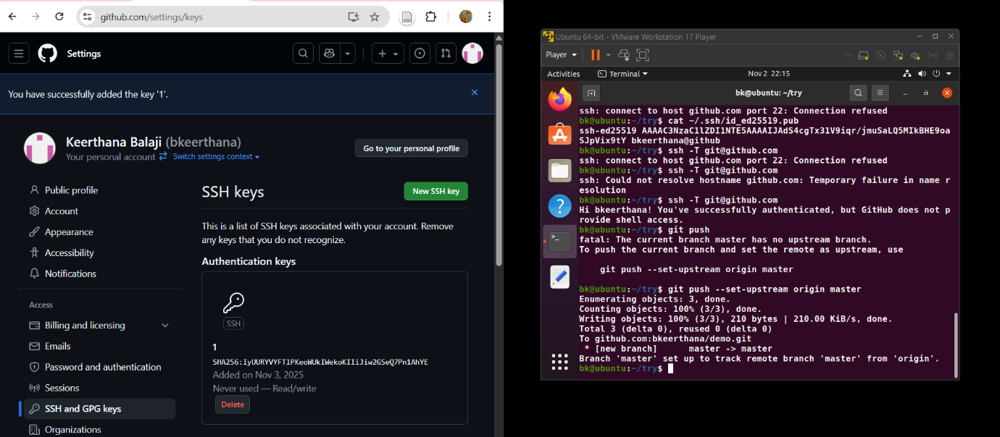 github.com/settings/keys
Settings
You have successfully added the key '1'.
Keerthana Balaji (bkeerthana)
Your personal account
Switch settings context
Go to your personal profile
Public profile
Account
Appearance
Accessibility
Notifications
Access
Billing and licensing
Emails
Password and authentication
Sessions
SSH and GPG keys
Organizations
SSH keys
New SSH key
This is a list of SSH keys associated with your account. Remove
any keys that you do not recognize.
Authentication keys
SSH
1
SHA256:IyUURYVYFTlPKeoWUkIWekoKIIiJiw2GSeQ7Pn1AhYE
Added on Nov 3, 2025
Never used — Read/write
Delete
Ubuntu 64-bit - VMware Workstation 17 Player
Player
Activities
Terminal
Nov 2 22:15
bk@ubuntu: ~/try
ssh: connect to host github.com port 22: Connection refused
bk@ubuntu:~/try$ cat ~/.ssh/id_ed25519.pub
ssh-ed25519 AAAAC3NzaC1lZDI1NTE5AAAAIJAdS4cgTx31V9iqr/jmuSaLQ5MIkBHE9oa
SJpVix9tY bkeerthana@github
bk@ubuntu:~/try$ ssh -T git@github.com
ssh: connect to host github.com port 22: Connection refused
bk@ubuntu:~/try$ ssh -T git@github.com
ssh: Could not resolve hostname github.com: Temporary failure in name r
esolution
bk@ubuntu:~/try$ ssh -T git@github.com
Hi bkeerthana! You've successfully authenticated, but GitHub does not p
rovide shell access.
bk@ubuntu:~/try$ git push
fatal: The current branch master has no upstream branch.
To push the current branch and set the remote as upstream, use
git push --set-upstream origin master
bk@ubuntu:~/try$ git push --set-upstream origin master
Enumerating objects: 3, done.
Counting objects: 100% (3/3), done.
Writing objects: 100% (3/3), 210 bytes | 210.00 KiB/s, done.
Total 3 (delta 0), reused 0 (delta 0)
To github.com:bkeerthana/demo.git
* [new branch] master -> master
Branch 'master' set up to track remote branch 'master' from 'origin'.
bk@ubuntu:~/try$